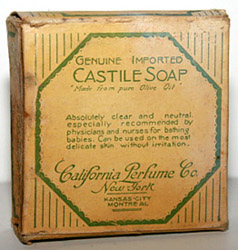 GENUINE IMPORTED
CASTILE SOAP
"Made from pure Olive Oil"
Absolutely clear and neutral
especially recommended by
physicians and nurses for bathing
babies. Can be used on the most
delicate skin without irritation.
California Perfume Co.
New York
KANSAS-CITY
MONTREAL